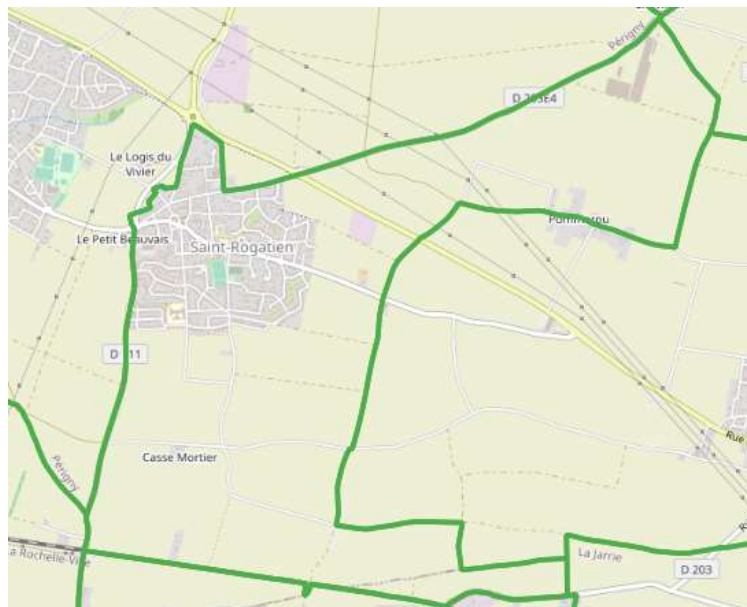 Périgny
D 203E4
Le Logis du
Vivier
Pommerou
Le Petit Beauvais
Saint-Rogatien
D 111
Rue
Périgny
Casse Mortier
La Rochelle-Ville
La Jarrie
D 203